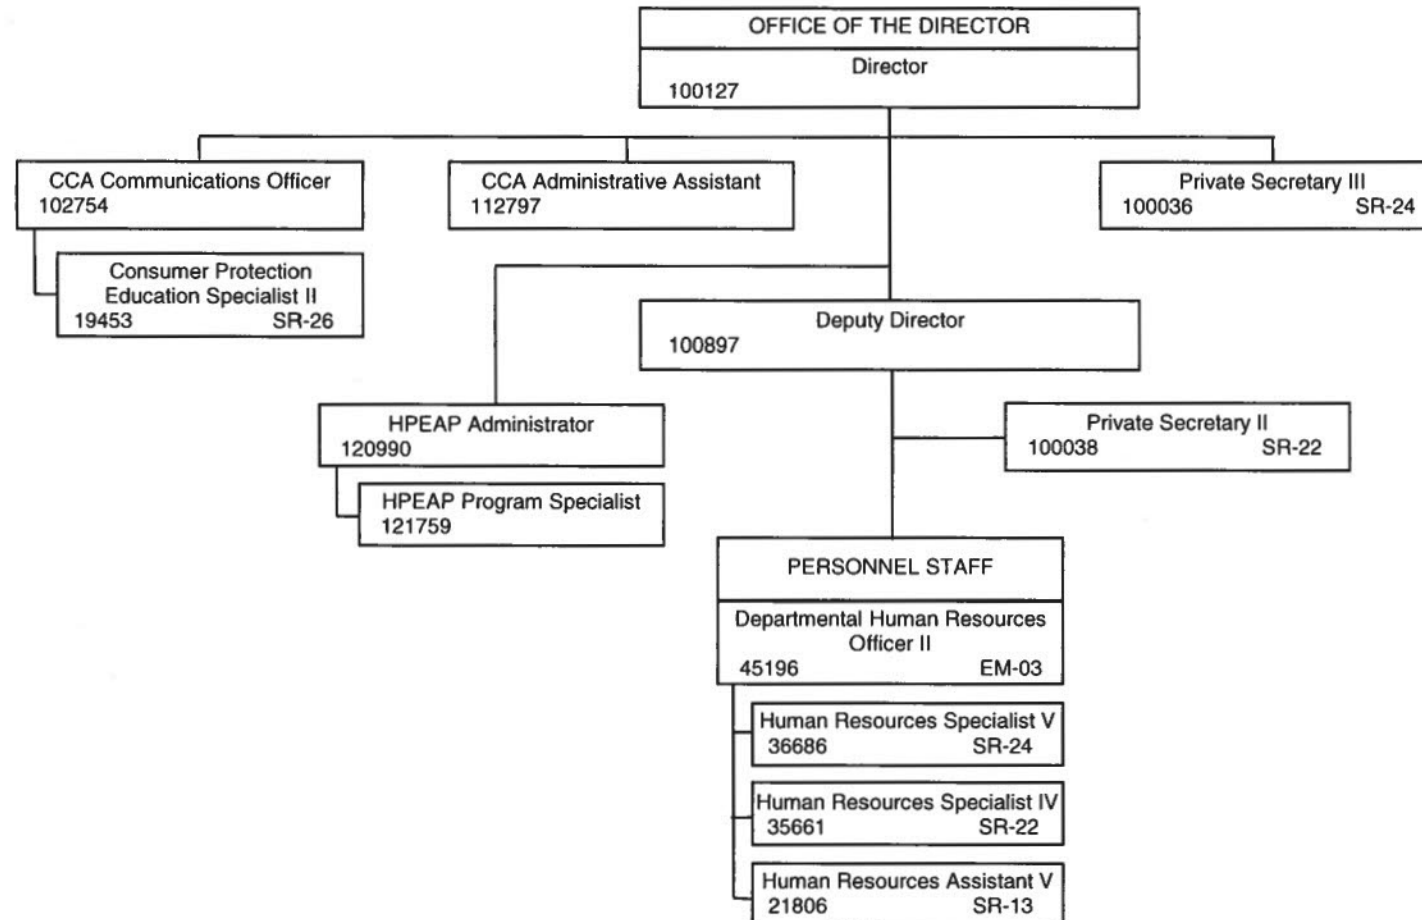 OFFICE OF THE DIRECTOR
Director
100127
CCA Communications Officer
102754
CCA Administrative Assistant
112797
Private Secretary III
100036 SR-24
Consumer Protection
Education Specialist II
19453 SR-26
Deputy Director
100897
HPEAP Administrator
120990
Private Secretary II
100038 SR-22
HPEAP Program Specialist
121759
PERSONNEL STAFF
Departmental Human Resources
Officer II
45196 EM-03
Human Resources Specialist V
36686 SR-24
Human Resources Specialist IV
35661 SR-22
Human Resources Assistant V
21806 SR-13